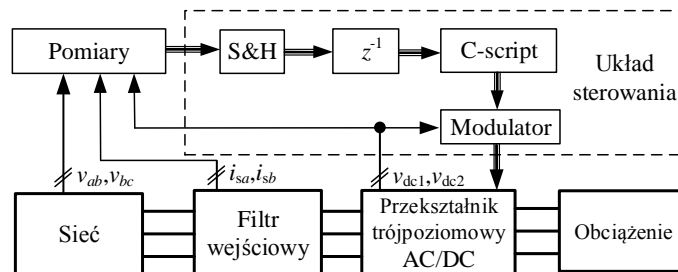 Pomiary
S&H
z⁻¹
C-script
Układ
sterowania
Modulator
v_ab,v_bc
i_sa,i_sb
v_dc1,v_dc2
Sieć
Filtr
wejściowy
Przekształnik
trójpoziomowy
AC/DC
Obciążenie